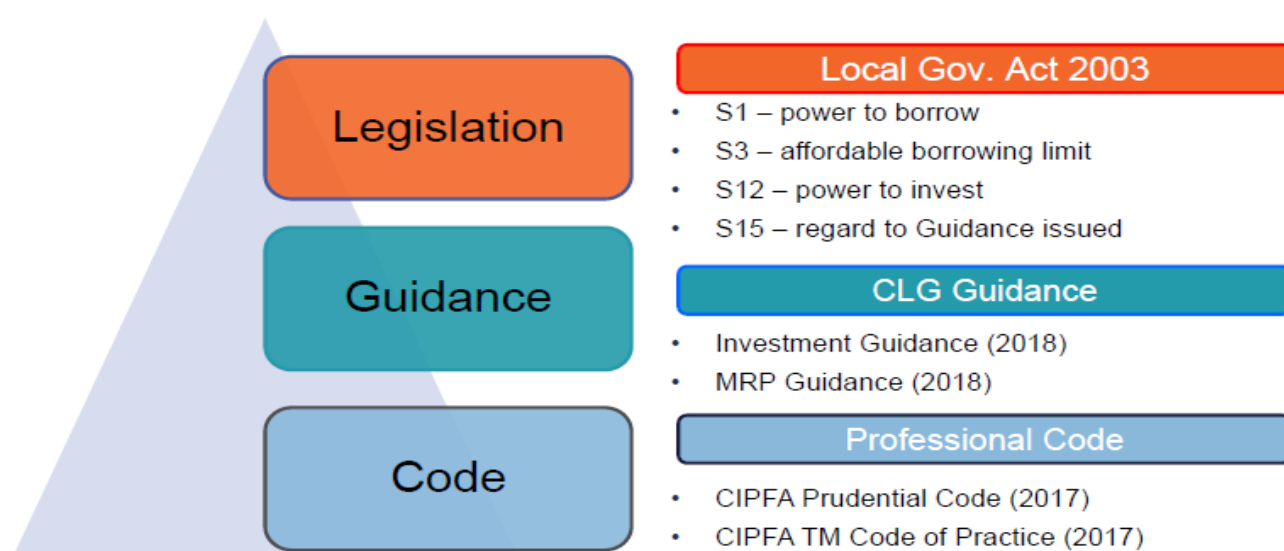 Legislation
Local Gov. Act 2003
• S1 – power to borrow
• S3 – affordable borrowing limit
• S12 – power to invest
• S15 – regard to Guidance issued
Guidance
CLG Guidance
• Investment Guidance (2018)
• MRP Guidance (2018)
Code
Professional Code
• CIPFA Prudential Code (2017)
• CIPFA TM Code of Practice (2017)